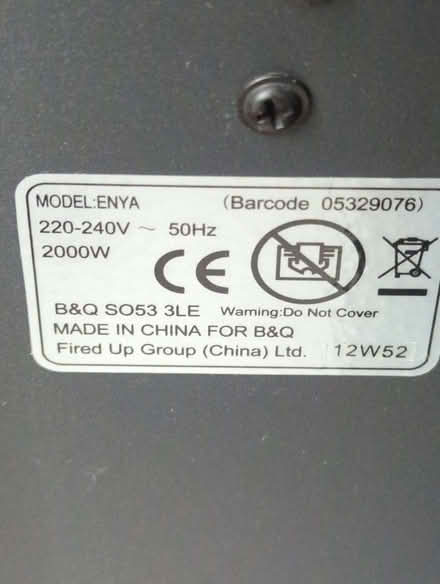 MODEL:ENYA (Barcode 05329076)
220-240V ~ 50Hz
2000W
CE
B&Q SO53 3LE Warning:Do Not Cover
MADE IN CHINA FOR B&Q
Fired Up Group (China) Ltd. 12W52